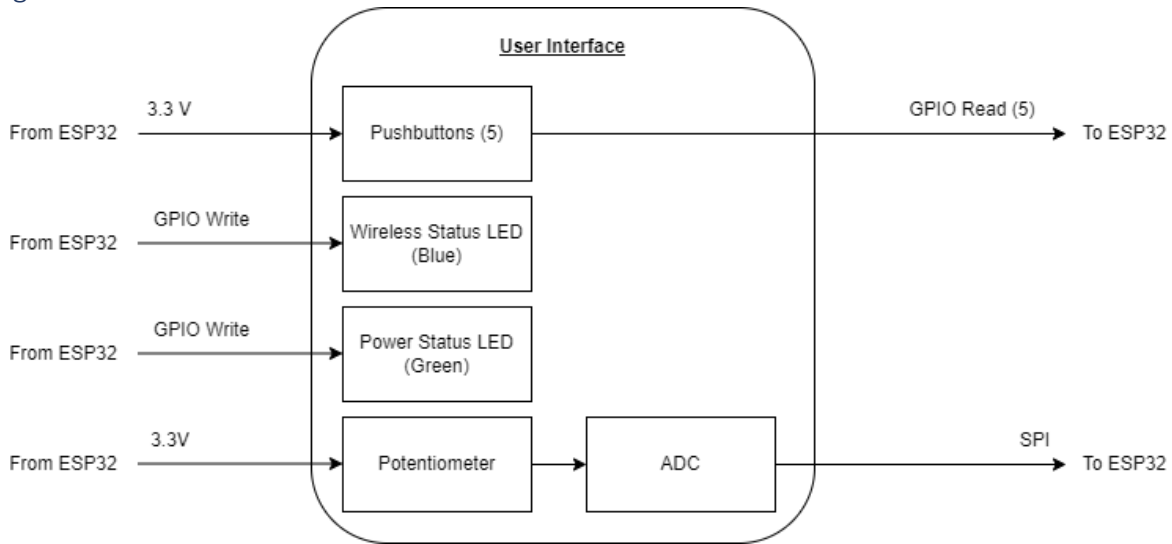 User Interface
3.3 V
From ESP32
Pushbuttons (5)
GPIO Read (5)
To ESP32
GPIO Write
From ESP32
Wireless Status LED
(Blue)
GPIO Write
From ESP32
Power Status LED
(Green)
3.3V
From ESP32
Potentiometer
ADC
SPI
To ESP32